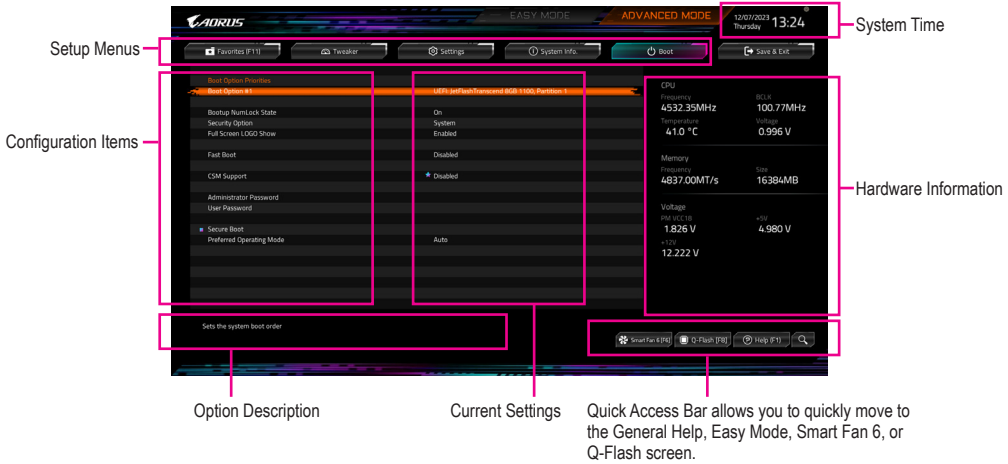 AORUS
EASY MODE
ADVANCED MODE
12/07/2023
Thursday
13:24
System Time
Setup Menus
Favorites (F11)
Tweaker
Settings
System Info.
Boot
Save & Exit
Configuration Items
Boot Option Priorities
Boot Option #1 UEFI: JetFlashTranscend 8GB 1100, Partition 1
Bootup NumLock State On
Security Option System
Full Screen LOGO Show Enabled
Fast Boot Disabled
CSM Support Disabled
Administrator Password
User Password
Secure Boot
Preferred Operating Mode Auto
CPU
Frequency BCLK
4532.35MHz 100.77MHz
Temperature Voltage
41.0 °C 0.996 V
Memory
Frequency Size
4837.00MT/s 16384MB
Voltage
PM VCC1B +5V
1.826 V 4.980 V
+12V
12.222 V
Hardware Information
Sets the system boot order
Smart Fan 6 [F6]
Q-Flash [F8]
Help (F1)
Option Description
Current Settings
Quick Access Bar allows you to quickly move to
the General Help, Easy Mode, Smart Fan 6, or
Q-Flash screen.